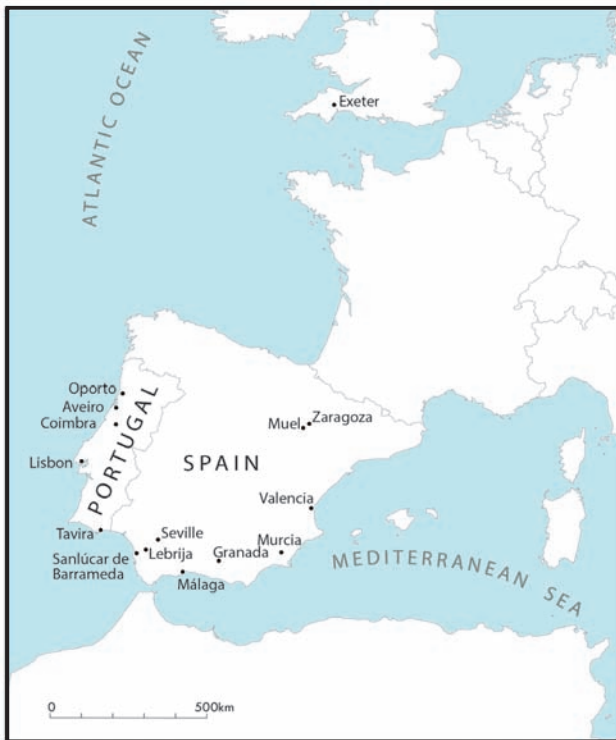 ATLANTIC OCEAN
Exeter
Oporto
Aveiro
Coimbra
PORTUGAL
Lisbon
Muel
Zaragoza
SPAIN
Valencia
Tavira
Seville
Murcia
Sanlúcar de
Barrameda
Lebrija
Granada
Málaga
MEDITERRANEAN SEA
0 500km